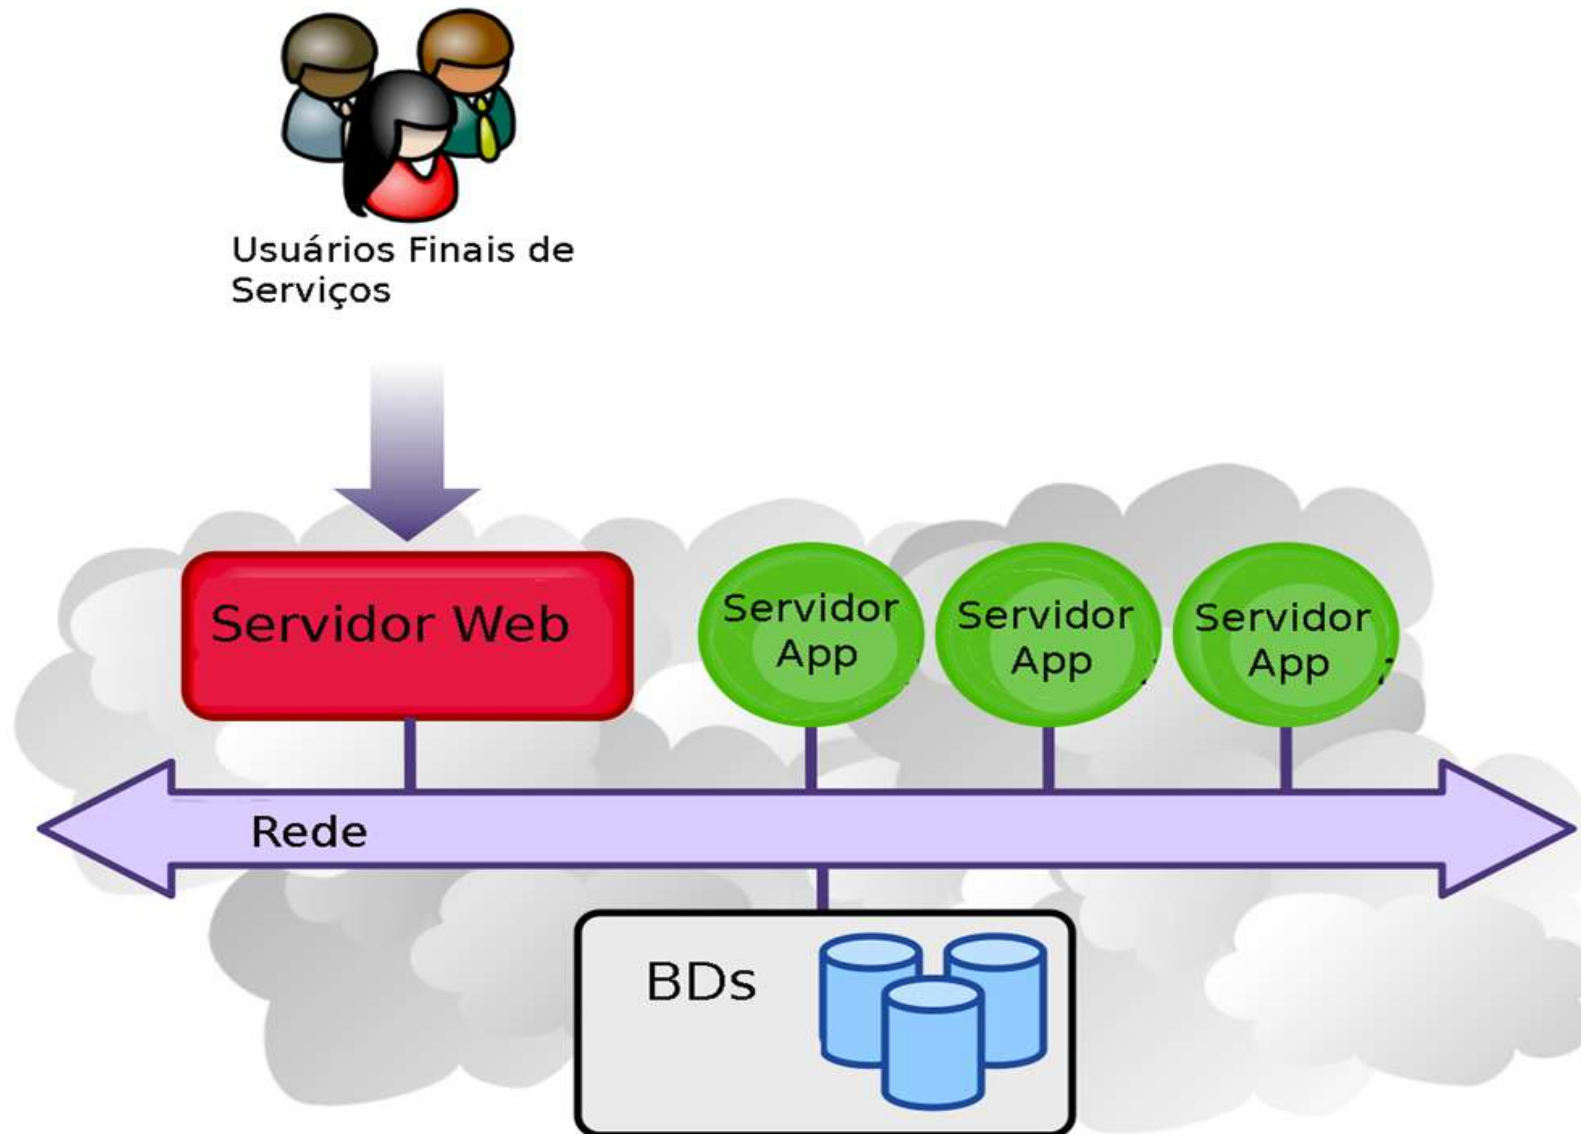 Usuários Finais de
Serviços
Servidor Web
Servidor
App
Servidor
App
Servidor
App
Rede
BDs